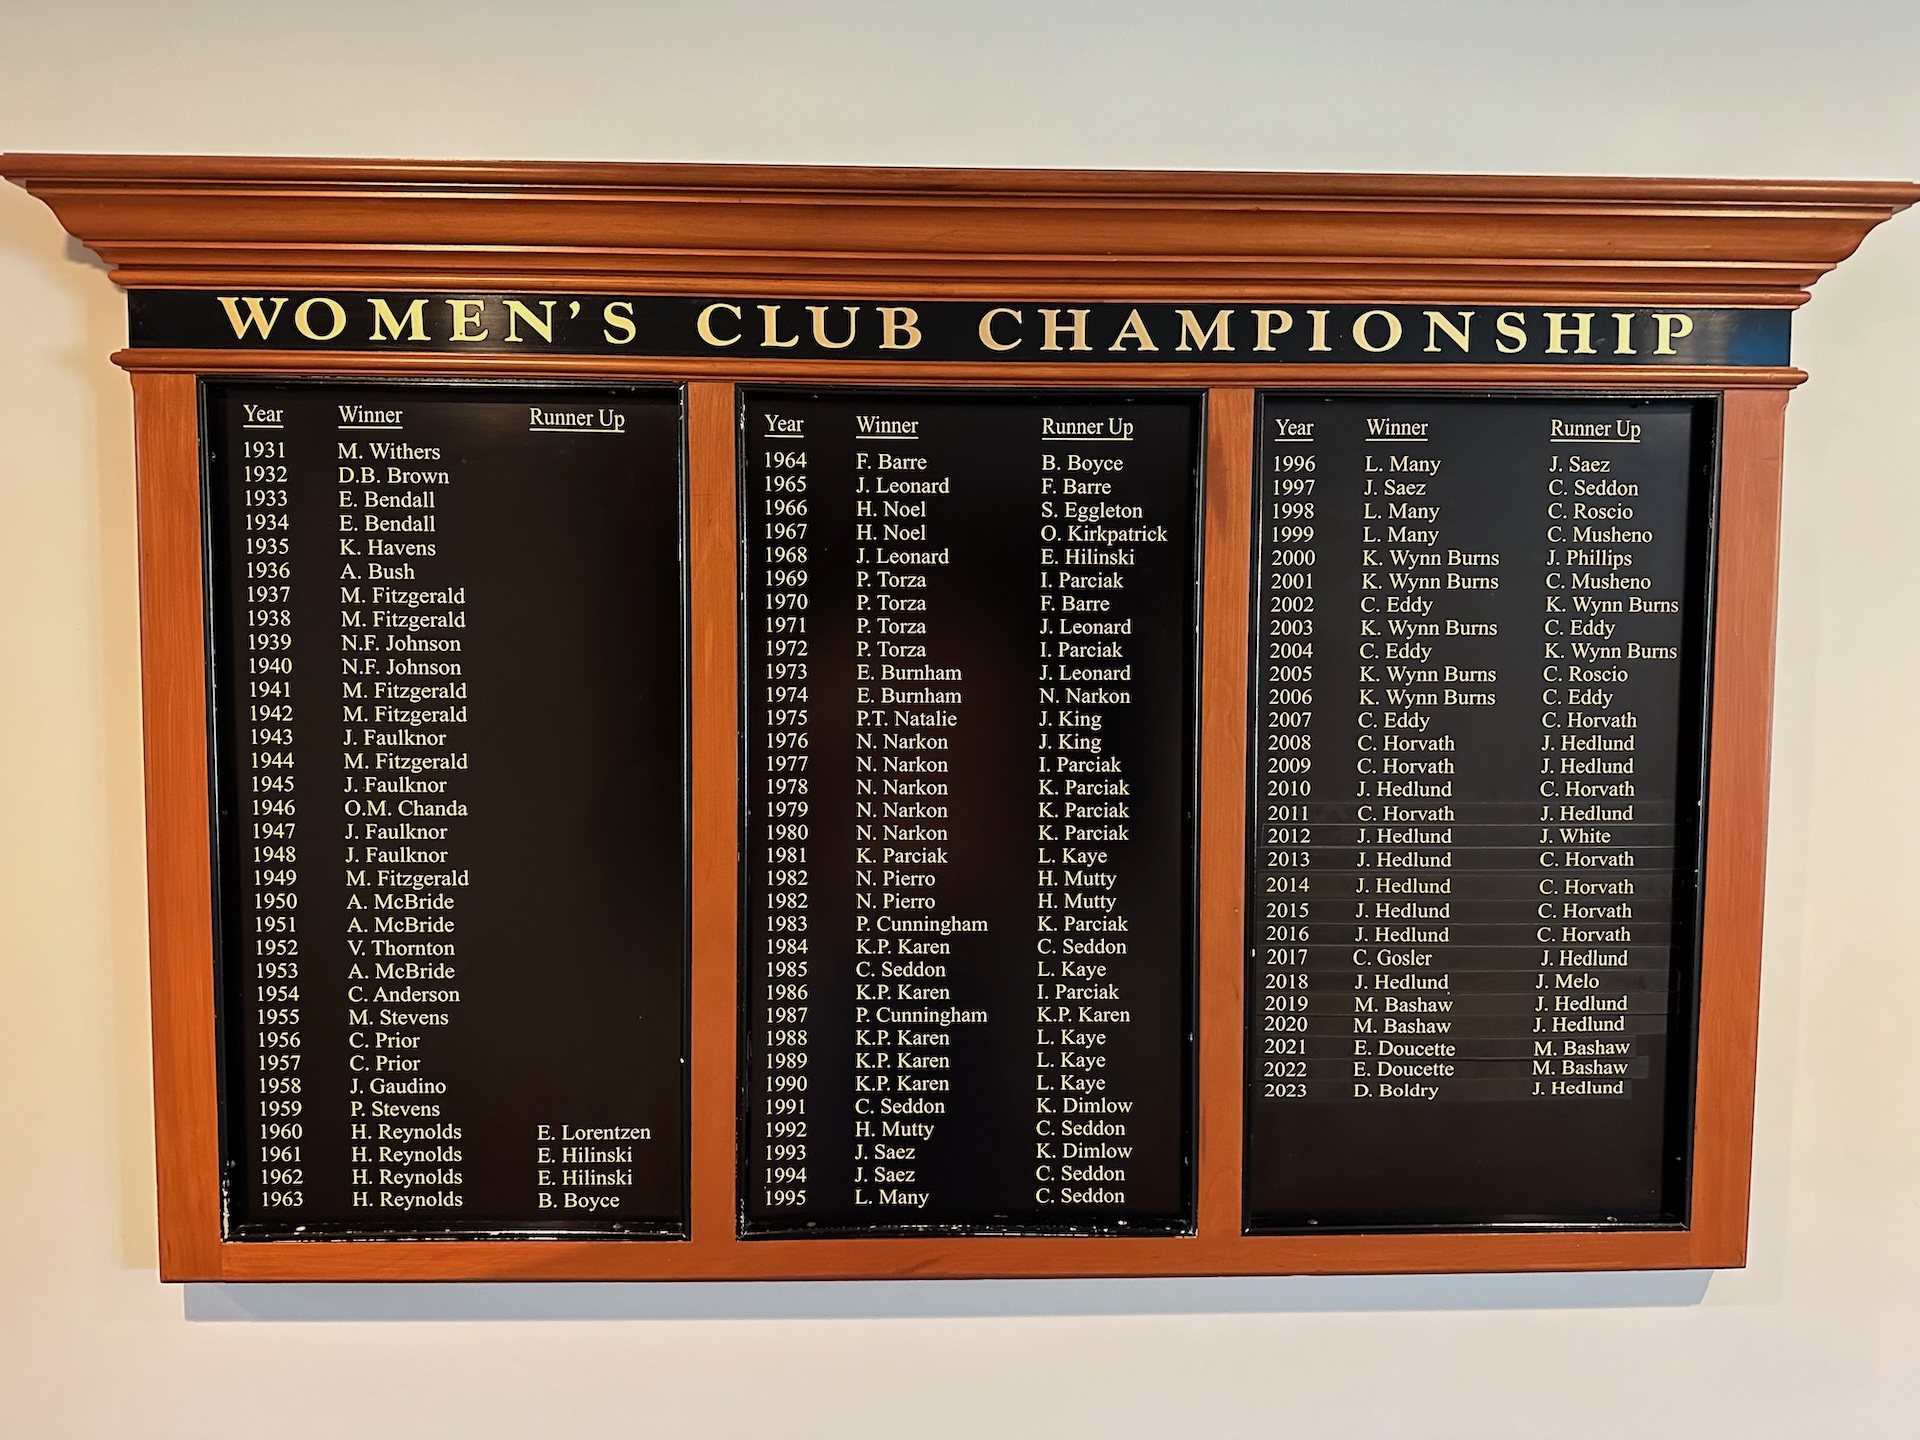 WOMEN'S CLUB CHAMPIONSHIP
Year Winner Runner Up
1931 M. Withers
1932 D.B. Brown
1933 E. Bendall
1934 E. Bendall
1935 K. Havens
1936 A. Bush
1937 M. Fitzgerald
1938 M. Fitzgerald
1939 N.F. Johnson
1940 N.F. Johnson
1941 M. Fitzgerald
1942 M. Fitzgerald
1943 J. Faulknor
1944 M. Fitzgerald
1945 J. Faulknor
1946 O.M. Chanda
1947 J. Faulknor
1948 J. Faulknor
1949 M. Fitzgerald
1950 A. McBride
1951 A. McBride
1952 V. Thornton
1953 A. McBride
1954 C. Anderson
1955 M. Stevens
1956 C. Prior
1957 C. Prior
1958 J. Gaudino
1959 P. Stevens
1960 H. Reynolds E. Lorentzen
1961 H. Reynolds E. Hilinski
1962 H. Reynolds E. Hilinski
1963 H. Reynolds B. Boyce
Year Winner Runner Up
1964 F. Barre B. Boyce
1965 J. Leonard F. Barre
1966 H. Noel S. Eggleton
1967 H. Noel O. Kirkpatrick
1968 J. Leonard E. Hilinski
1969 P. Torza I. Parciak
1970 P. Torza F. Barre
1971 P. Torza J. Leonard
1972 P. Torza I. Parciak
1973 E. Burnham J. Leonard
1974 E. Burnham N. Narkon
1975 P.T. Natalie J. King
1976 N. Narkon J. King
1977 N. Narkon I. Parciak
1978 N. Narkon K. Parciak
1979 N. Narkon K. Parciak
1980 N. Narkon K. Parciak
1981 K. Parciak L. Kaye
1982 N. Pierro H. Mutty
1982 N. Pierro H. Mutty
1983 P. Cunningham K. Parciak
1984 K.P. Karen C. Seddon
1985 C. Seddon L. Kaye
1986 K.P. Karen I. Parciak
1987 P. Cunningham K.P. Karen
1988 K.P. Karen L. Kaye
1989 K.P. Karen L. Kaye
1990 K.P. Karen L. Kaye
1991 C. Seddon K. Dimlow
1992 H. Mutty C. Seddon
1993 J. Saez K. Dimlow
1994 J. Saez C. Seddon
1995 L. Many C. Seddon
Year Winner Runner Up
1996 L. Many J. Saez
1997 J. Saez C. Seddon
1998 L. Many C. Roscio
1999 L. Many C. Musheno
2000 K. Wynn Burns J. Phillips
2001 K. Wynn Burns C. Musheno
2002 C. Eddy K. Wynn Burns
2003 K. Wynn Burns C. Eddy
2004 C. Eddy K. Wynn Burns
2005 K. Wynn Burns C. Roscio
2006 K. Wynn Burns C. Eddy
2007 C. Eddy C. Horvath
2008 C. Horvath J. Hedlund
2009 C. Horvath J. Hedlund
2010 J. Hedlund C. Horvath
2011 C. Horvath J. Hedlund
2012 J. Hedlund J. White
2013 J. Hedlund C. Horvath
2014 J. Hedlund C. Horvath
2015 J. Hedlund C. Horvath
2016 J. Hedlund C. Horvath
2017 C. Gosler J. Hedlund
2018 J. Hedlund J. Melo
2019 M. Bashaw J. Hedlund
2020 M. Bashaw J. Hedlund
2021 E. Doucette M. Bashaw
2022 E. Doucette M. Bashaw
2023 D. Boldry J. Hedlund